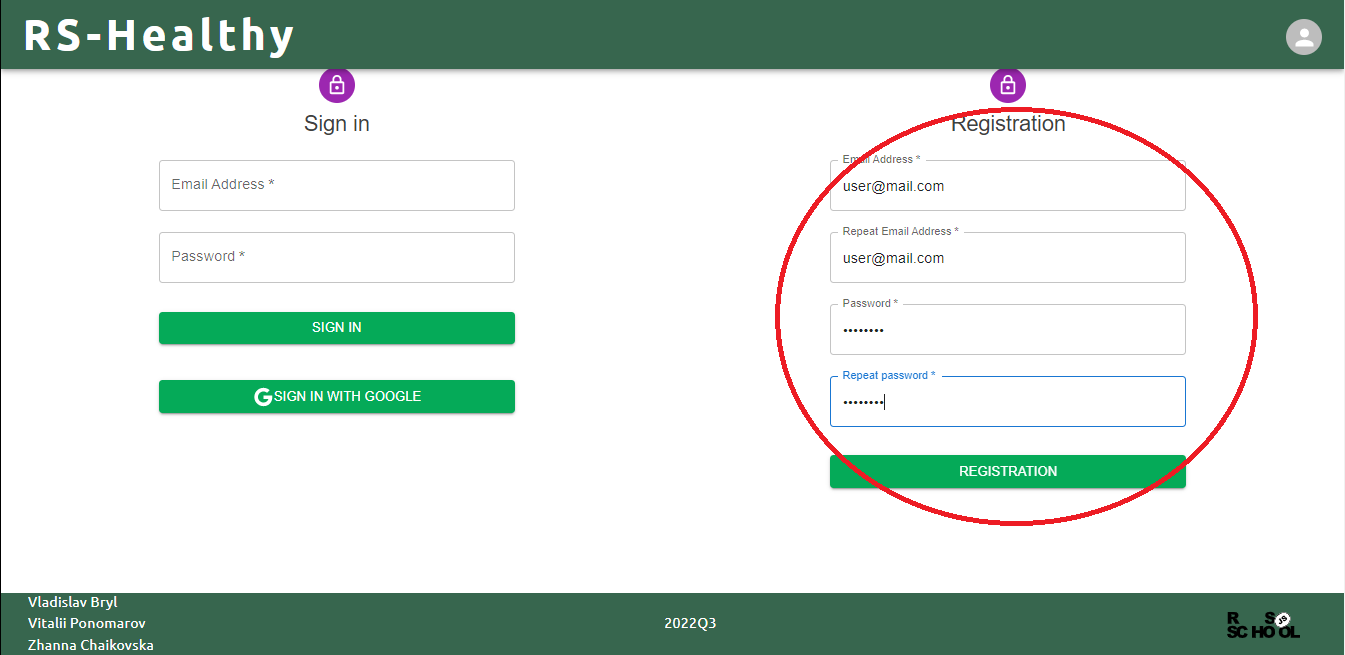 RS-Healthy
Sign in
Email Address *
Password *
SIGN IN
G SIGN IN WITH GOOGLE
Registration
Email Address *
user@mail.com
Repeat Email Address *
user@mail.com
Password *
••••••••
Repeat password *
••••••••
REGISTRATION
Vladislav Bryl
Vitalii Ponomarov
Zhanna Chaikovska
2022Q3
RS JS
SCHOOL